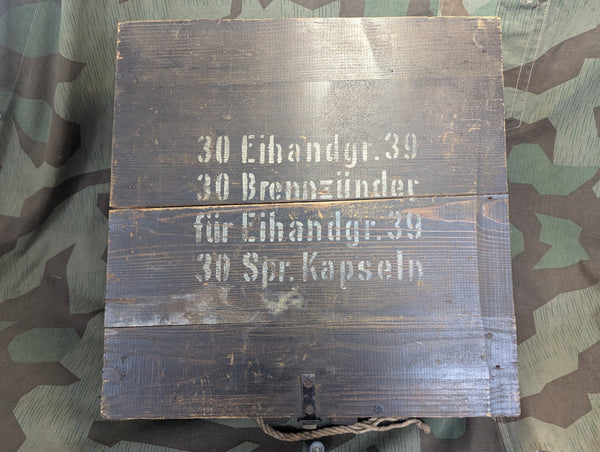 30 Eihandgr. 39
30 Brennzünder
für Eihandgr. 39
30 Spr. Kapseln